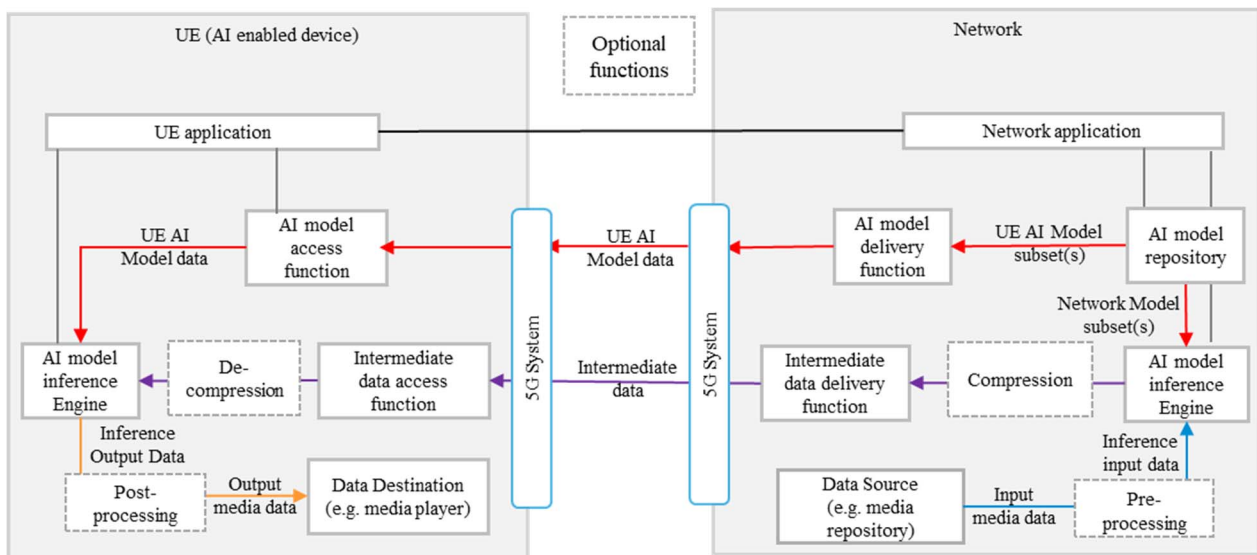 UE (AI enabled device)
Optional
functions
Network
UE application
Network application
AI model
access
function
UE AI
Model data
5G System
UE AI
Model data
5G System
AI model
delivery
function
UE AI Model
subset(s)
AI model
repository
Network Model
subset(s)
AI model
inference
Engine
De-
compression
Intermediate
data access
function
Intermediate
data
Intermediate
data delivery
function
Compression
AI model
inference
Engine
Inference
Output Data
Inference
input data
Post-
processing
Output
media data
Data Destination
(e.g. media player)
Data Source
(e.g. media
repository)
Input
media data
Pre-
processing